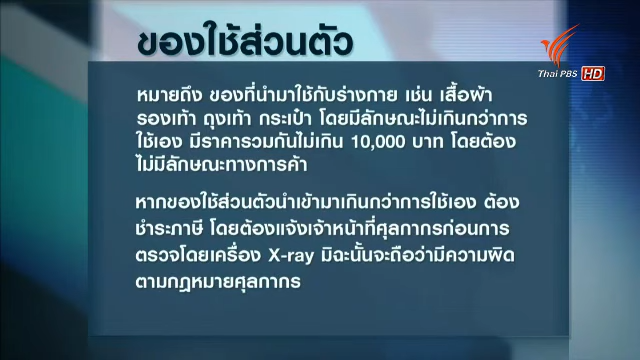 ของใช้ส่วนตัว
Thai PBS HD
หมายถึง ของที่นำมาใช้กับร่างกาย เช่น เสื้อผ้า
รองเท้า ถุงเท้า กระเป๋า โดยมีลักษณะไม่เกินกว่าการ
ใช้เอง มีราคารวมกันไม่เกิน 10,000 บาท โดยต้อง
ไม่มีลักษณะทางการค้า
หากของใช้ส่วนตัวนำเข้ามาเกินกว่าการใช้เอง ต้อง
ชำระภาษี โดยต้องแจ้งเจ้าหน้าที่ศุลกากรก่อนการ
ตรวจโดยเครื่อง X-ray มิฉะนั้นจะถือว่ามีความผิด
ตามกฎหมายศุลกากร